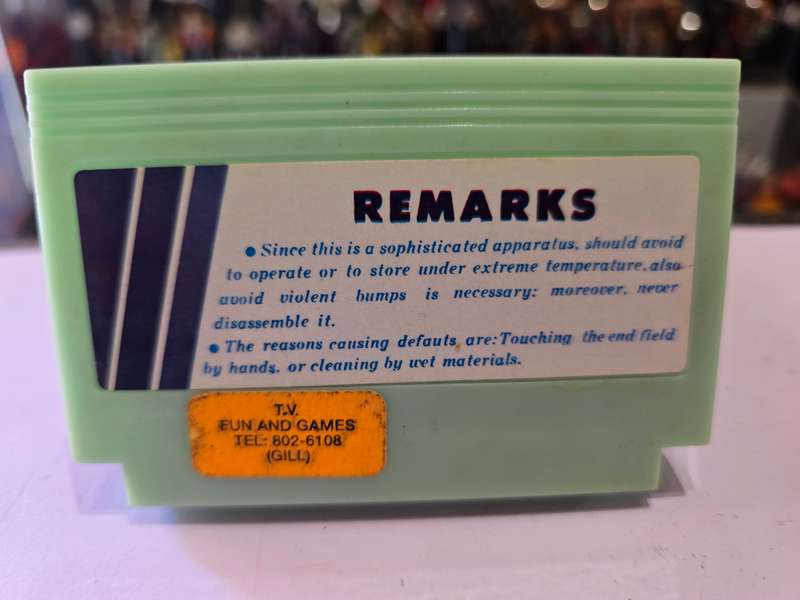 REMARKS
● Since this is a sophisticated apparatus, should avoid
to operate or to store under extreme temperature, also
avoid violent bumps is necessary: moreover, never
disassemble it.
● The reasons causing defauts are: Touching the end field
by hands, or cleaning by wet materials.
T.V.
FUN AND GAMES
TEL: 802-6108
(GILL)